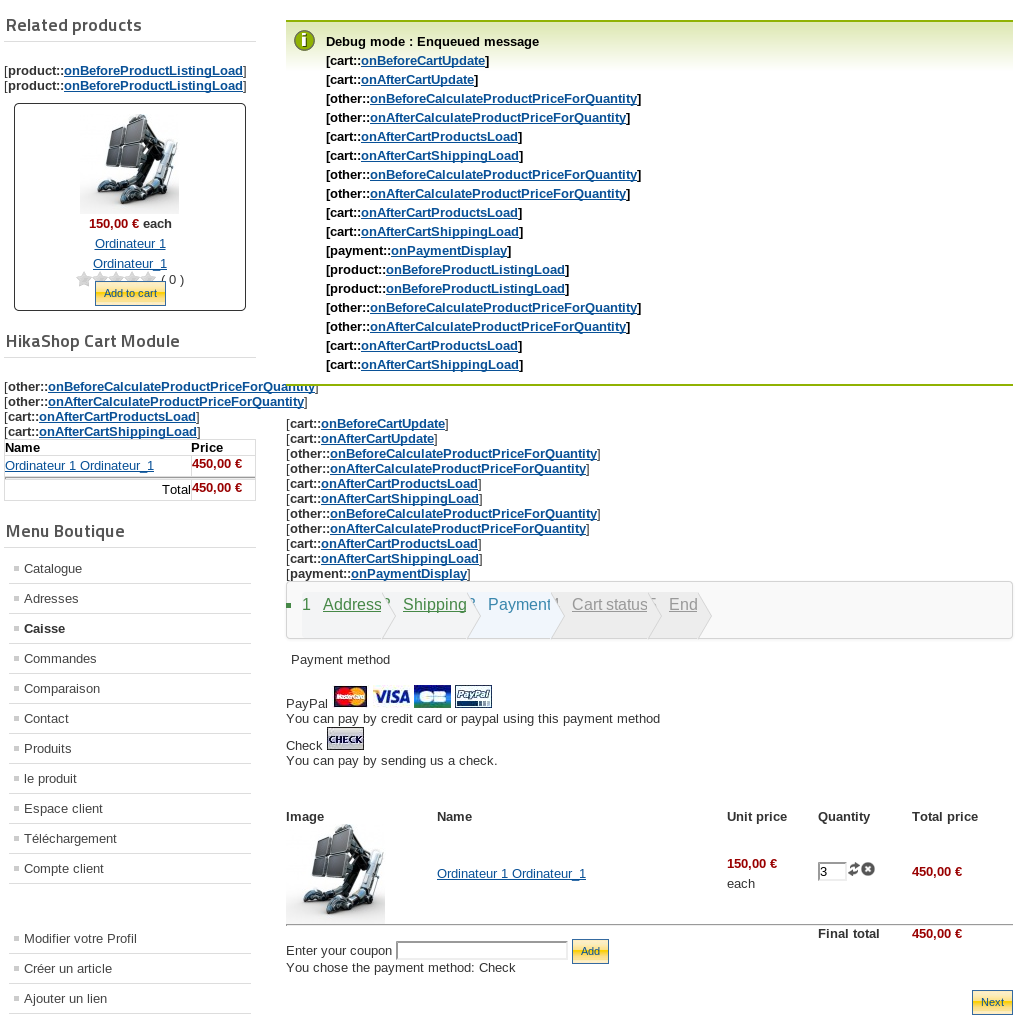 Related products
[product::onBeforeProductListingLoad]
[product::onBeforeProductListingLoad]
150,00 € each
Ordinateur 1
Ordinateur_1
( 0 )
Add to cart
HikaShop Cart Module
[other::onBeforeCalculateProductPriceForQuantity]
[other::onAfterCalculateProductPriceForQuantity]
[cart::onAfterCartProductsLoad]
[cart::onAfterCartShippingLoad]
Name Price
Ordinateur 1 Ordinateur_1 450,00 €
Total 450,00 €
Menu Boutique
Catalogue
Adresses
Caisse
Commandes
Comparaison
Contact
Produits
le produit
Espace client
Téléchargement
Compte client
Modifier votre Profil
Créer un article
Ajouter un lien
Debug mode : Enqueued message
[cart::onBeforeCartUpdate]
[cart::onAfterCartUpdate]
[other::onBeforeCalculateProductPriceForQuantity]
[other::onAfterCalculateProductPriceForQuantity]
[cart::onAfterCartProductsLoad]
[cart::onAfterCartShippingLoad]
[other::onBeforeCalculateProductPriceForQuantity]
[other::onAfterCalculateProductPriceForQuantity]
[cart::onAfterCartProductsLoad]
[cart::onAfterCartShippingLoad]
[payment::onPaymentDisplay]
[product::onBeforeProductListingLoad]
[product::onBeforeProductListingLoad]
[other::onBeforeCalculateProductPriceForQuantity]
[other::onAfterCalculateProductPriceForQuantity]
[cart::onAfterCartProductsLoad]
[cart::onAfterCartShippingLoad]
[cart::onBeforeCartUpdate]
[cart::onAfterCartUpdate]
[other::onBeforeCalculateProductPriceForQuantity]
[other::onAfterCalculateProductPriceForQuantity]
[cart::onAfterCartProductsLoad]
[cart::onAfterCartShippingLoad]
[other::onBeforeCalculateProductPriceForQuantity]
[other::onAfterCalculateProductPriceForQuantity]
[cart::onAfterCartProductsLoad]
[cart::onAfterCartShippingLoad]
[payment::onPaymentDisplay]
1 Address Shipping Payment Cart status End
Payment method
PayPal MasterCard VISA CB PayPal
You can pay by credit card or paypal using this payment method
Check CHECK
You can pay by sending us a check.
Image Name Unit price Quantity Total price
Ordinateur 1 Ordinateur_1 150,00 € each 3 450,00 €
Final total 450,00 €
Enter your coupon Add
You chose the payment method: Check
Next